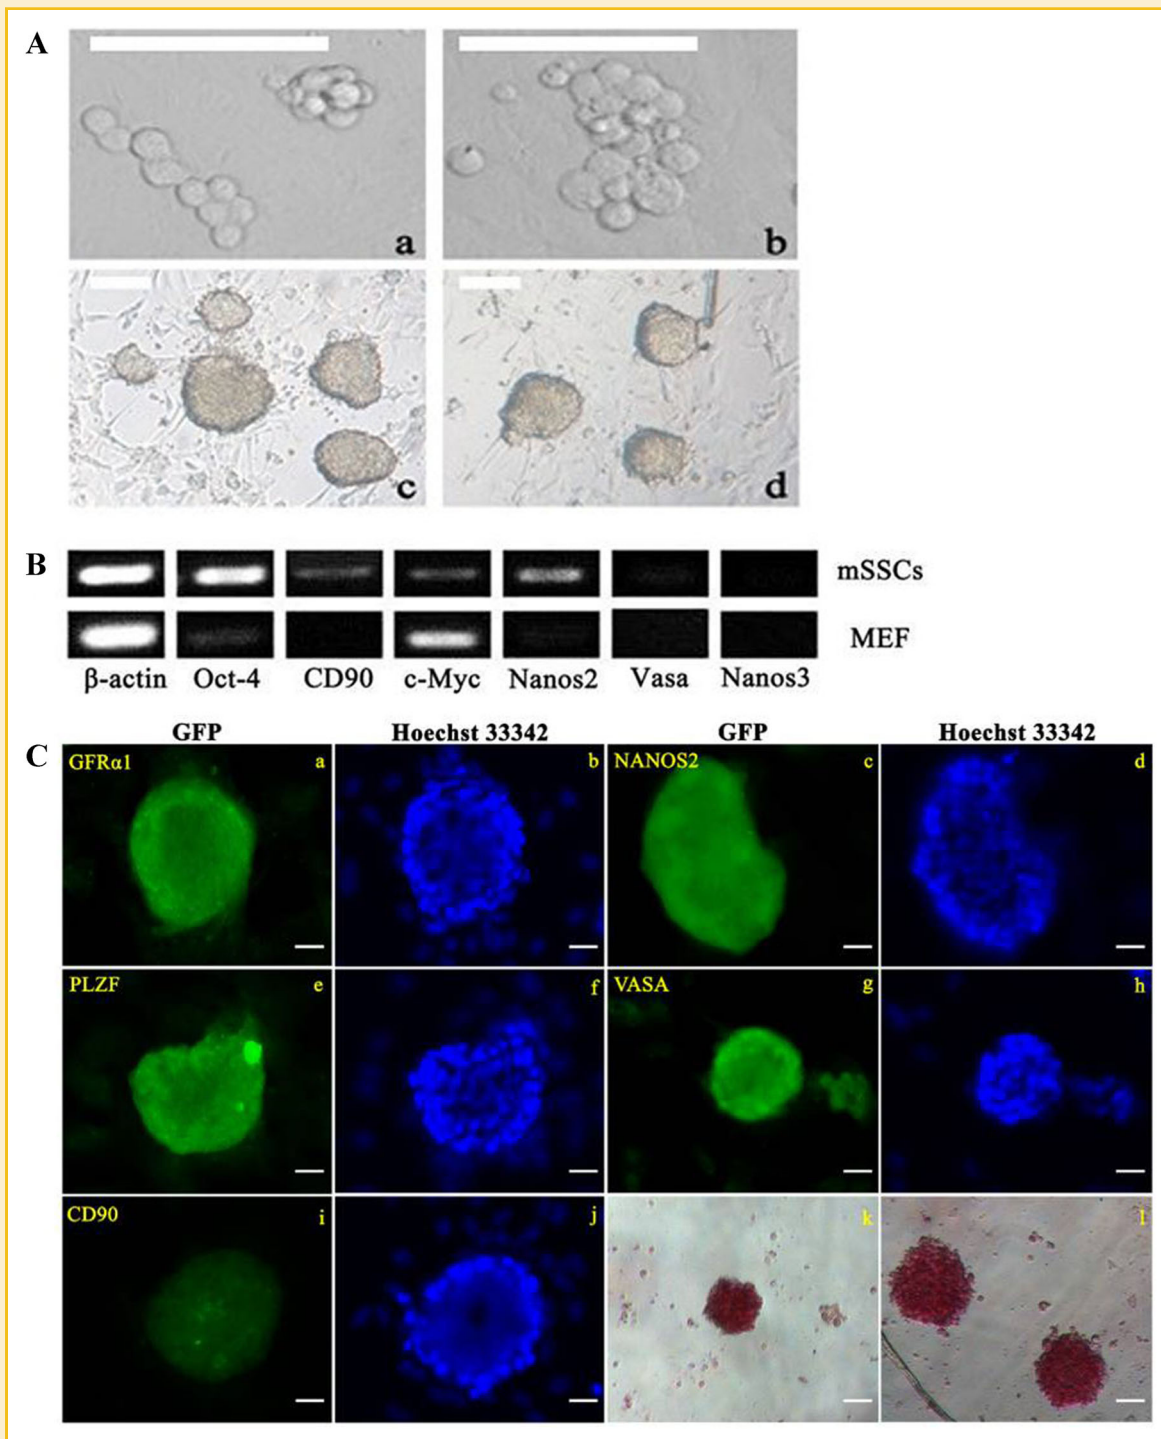 A
a
b
c
d
B
mSSCs
MEF
β-actin Oct-4 CD90 c-Myc Nanos2 Vasa Nanos3
C
GFP Hoechst 33342 GFP Hoechst 33342
GFRα1 a b NANOS2 c d
PLZF e f VASA g h
CD90 i j k l